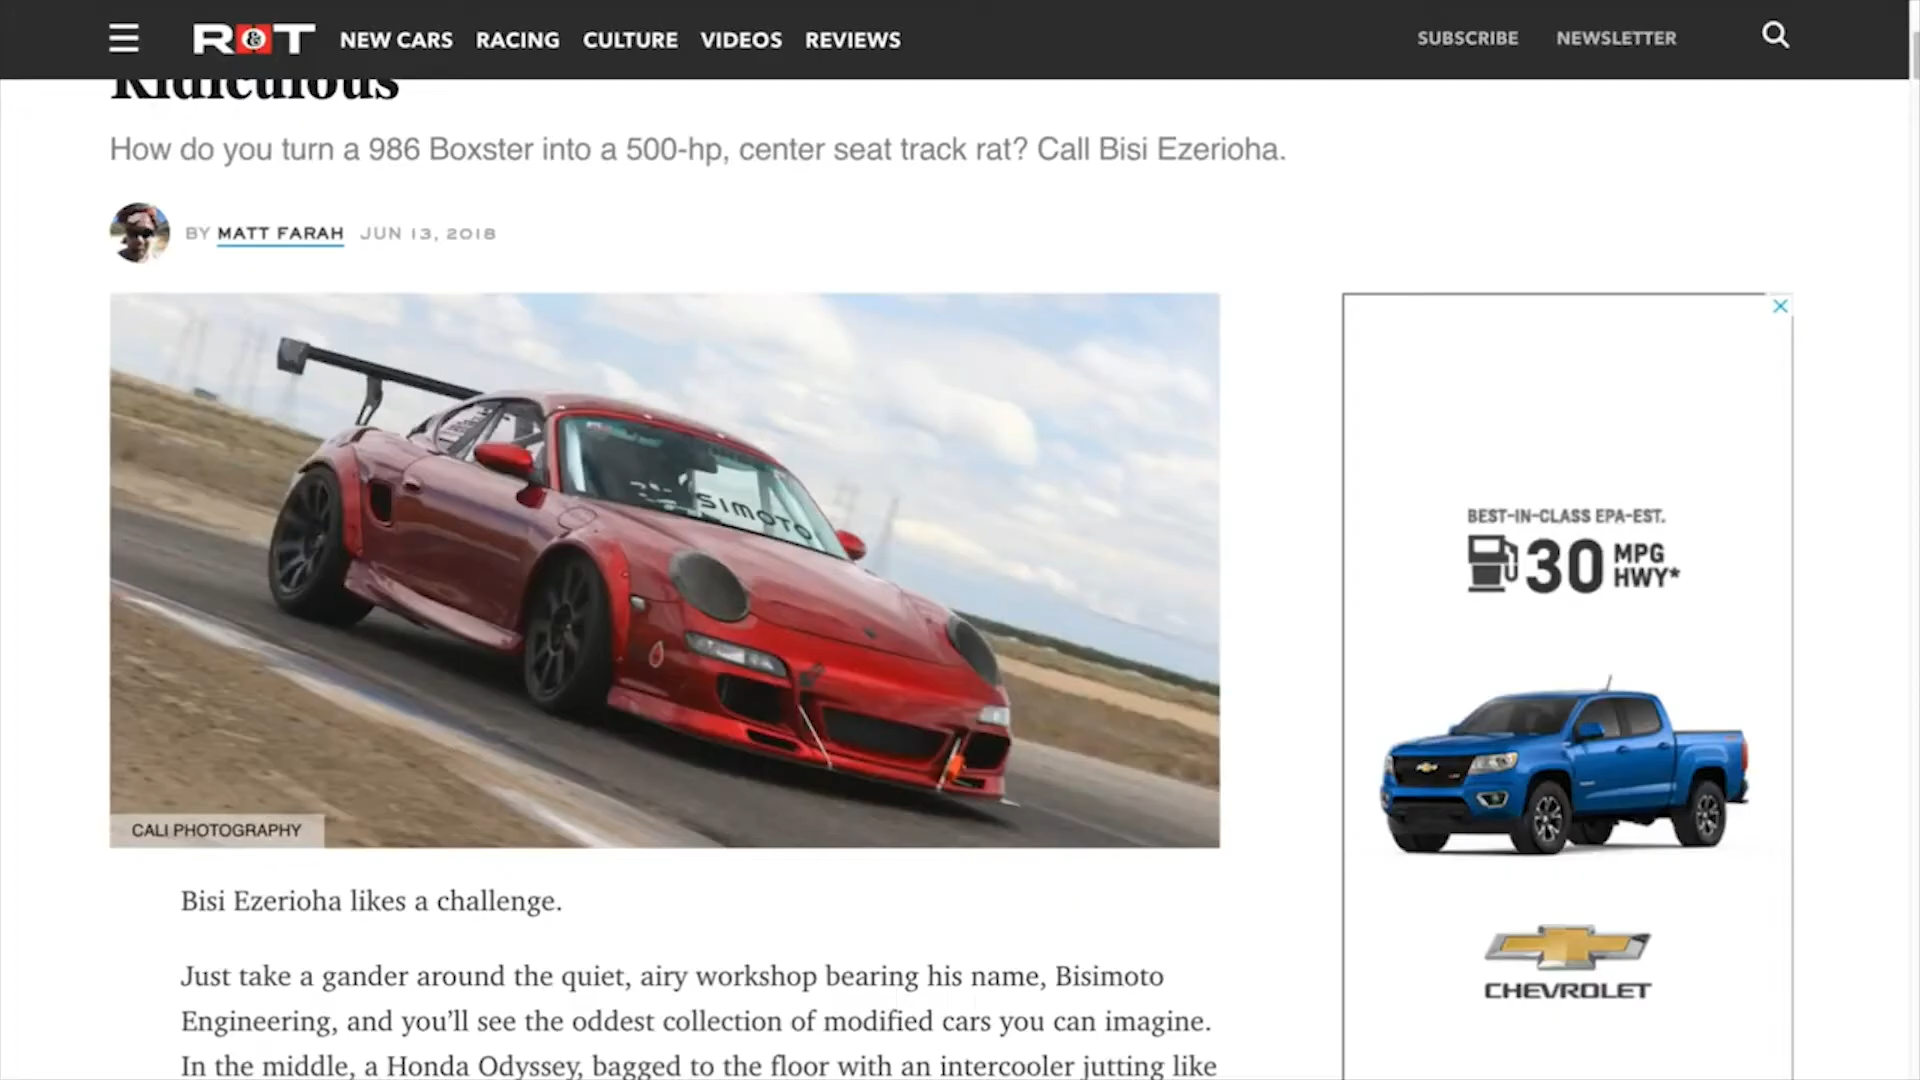 R&T NEW CARS RACING CULTURE VIDEOS REVIEWS SUBSCRIBE NEWSLETTER
Ridiculous
How do you turn a 986 Boxster into a 500-hp, center seat track rat? Call Bisi Ezerioha.
BY MATT FARAH JUN 13, 2018
SIMOTO
CALI PHOTOGRAPHY
BEST-IN-CLASS EPA-EST.
30 MPG HWY*
CHEVROLET
Bisi Ezerioha likes a challenge.
Just take a gander around the quiet, airy workshop bearing his name, Bisimoto
Engineering, and you’ll see the oddest collection of modified cars you can imagine.
In the middle, a Honda Odyssey, bagged to the floor with an intercooler jutting like